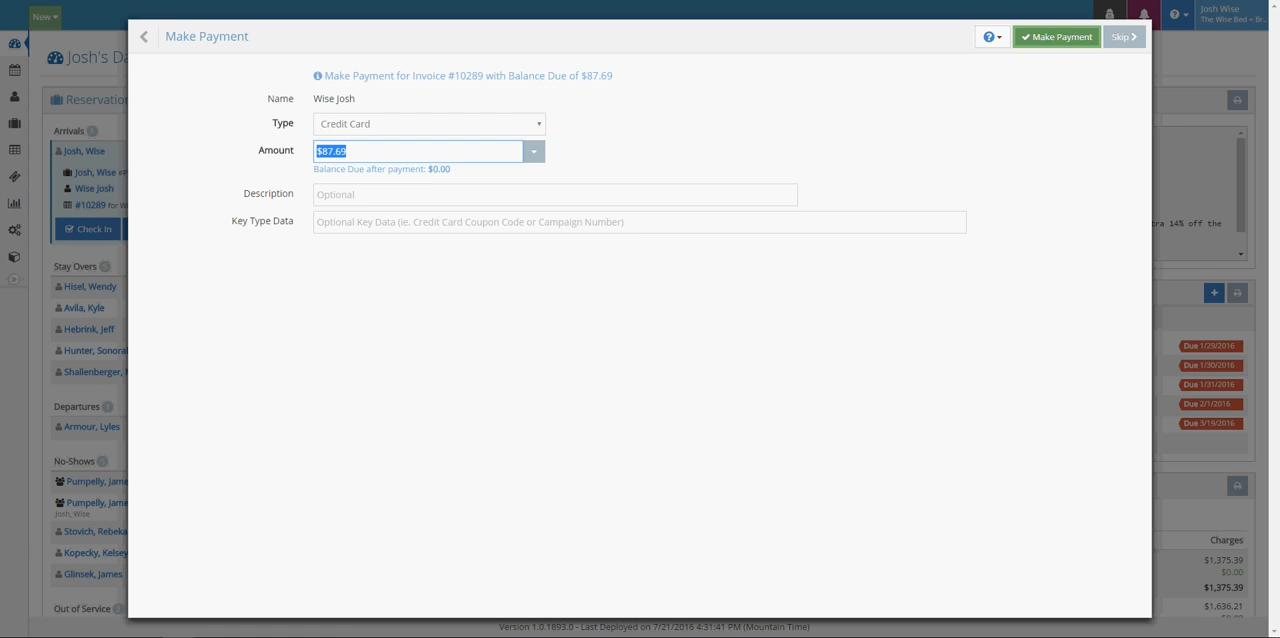 New
Josh Wise
The Wise Bed + Br...
Make Payment
Make Payment
Skip
Josh's Da
Make Payment for Invoice #10289 with Balance Due of $87.69
Name Wise Josh
Type Credit Card
Amount $87.69
Balance Due after payment: $0.00
Description Optional
Key Type Data Optional Key Data (ie. Credit Card Coupon Code or Campaign Number)
Reservation
Arrivals 1
Josh, Wise
Josh, Wise
Wise Josh
#10289 for W
Check In
Stay Overs 5
Hisel, Wendy
Avila, Kyle
Hebrink, Jeff
Hunter, Sonora
Shallenberger, M
Departures 1
Armour, Lyles
No-Shows 5
Pumpelly, Jame
Pumpelly, Jame
Josh, Wise
Stovich, Rebeka
Kopecky, Kelsey
Glinsek, James
Out of Service 2
tra 14% off the
Due 1/29/2016
Due 1/30/2016
Due 1/31/2016
Due 2/1/2016
Due 3/19/2016
Charges
$1,375.39
$0.00
$1,375.39
$1,636.21
Version 1.0.1893.0 - Last Deployed on 7/21/2016 4:31:41 PM (Mountain Time)